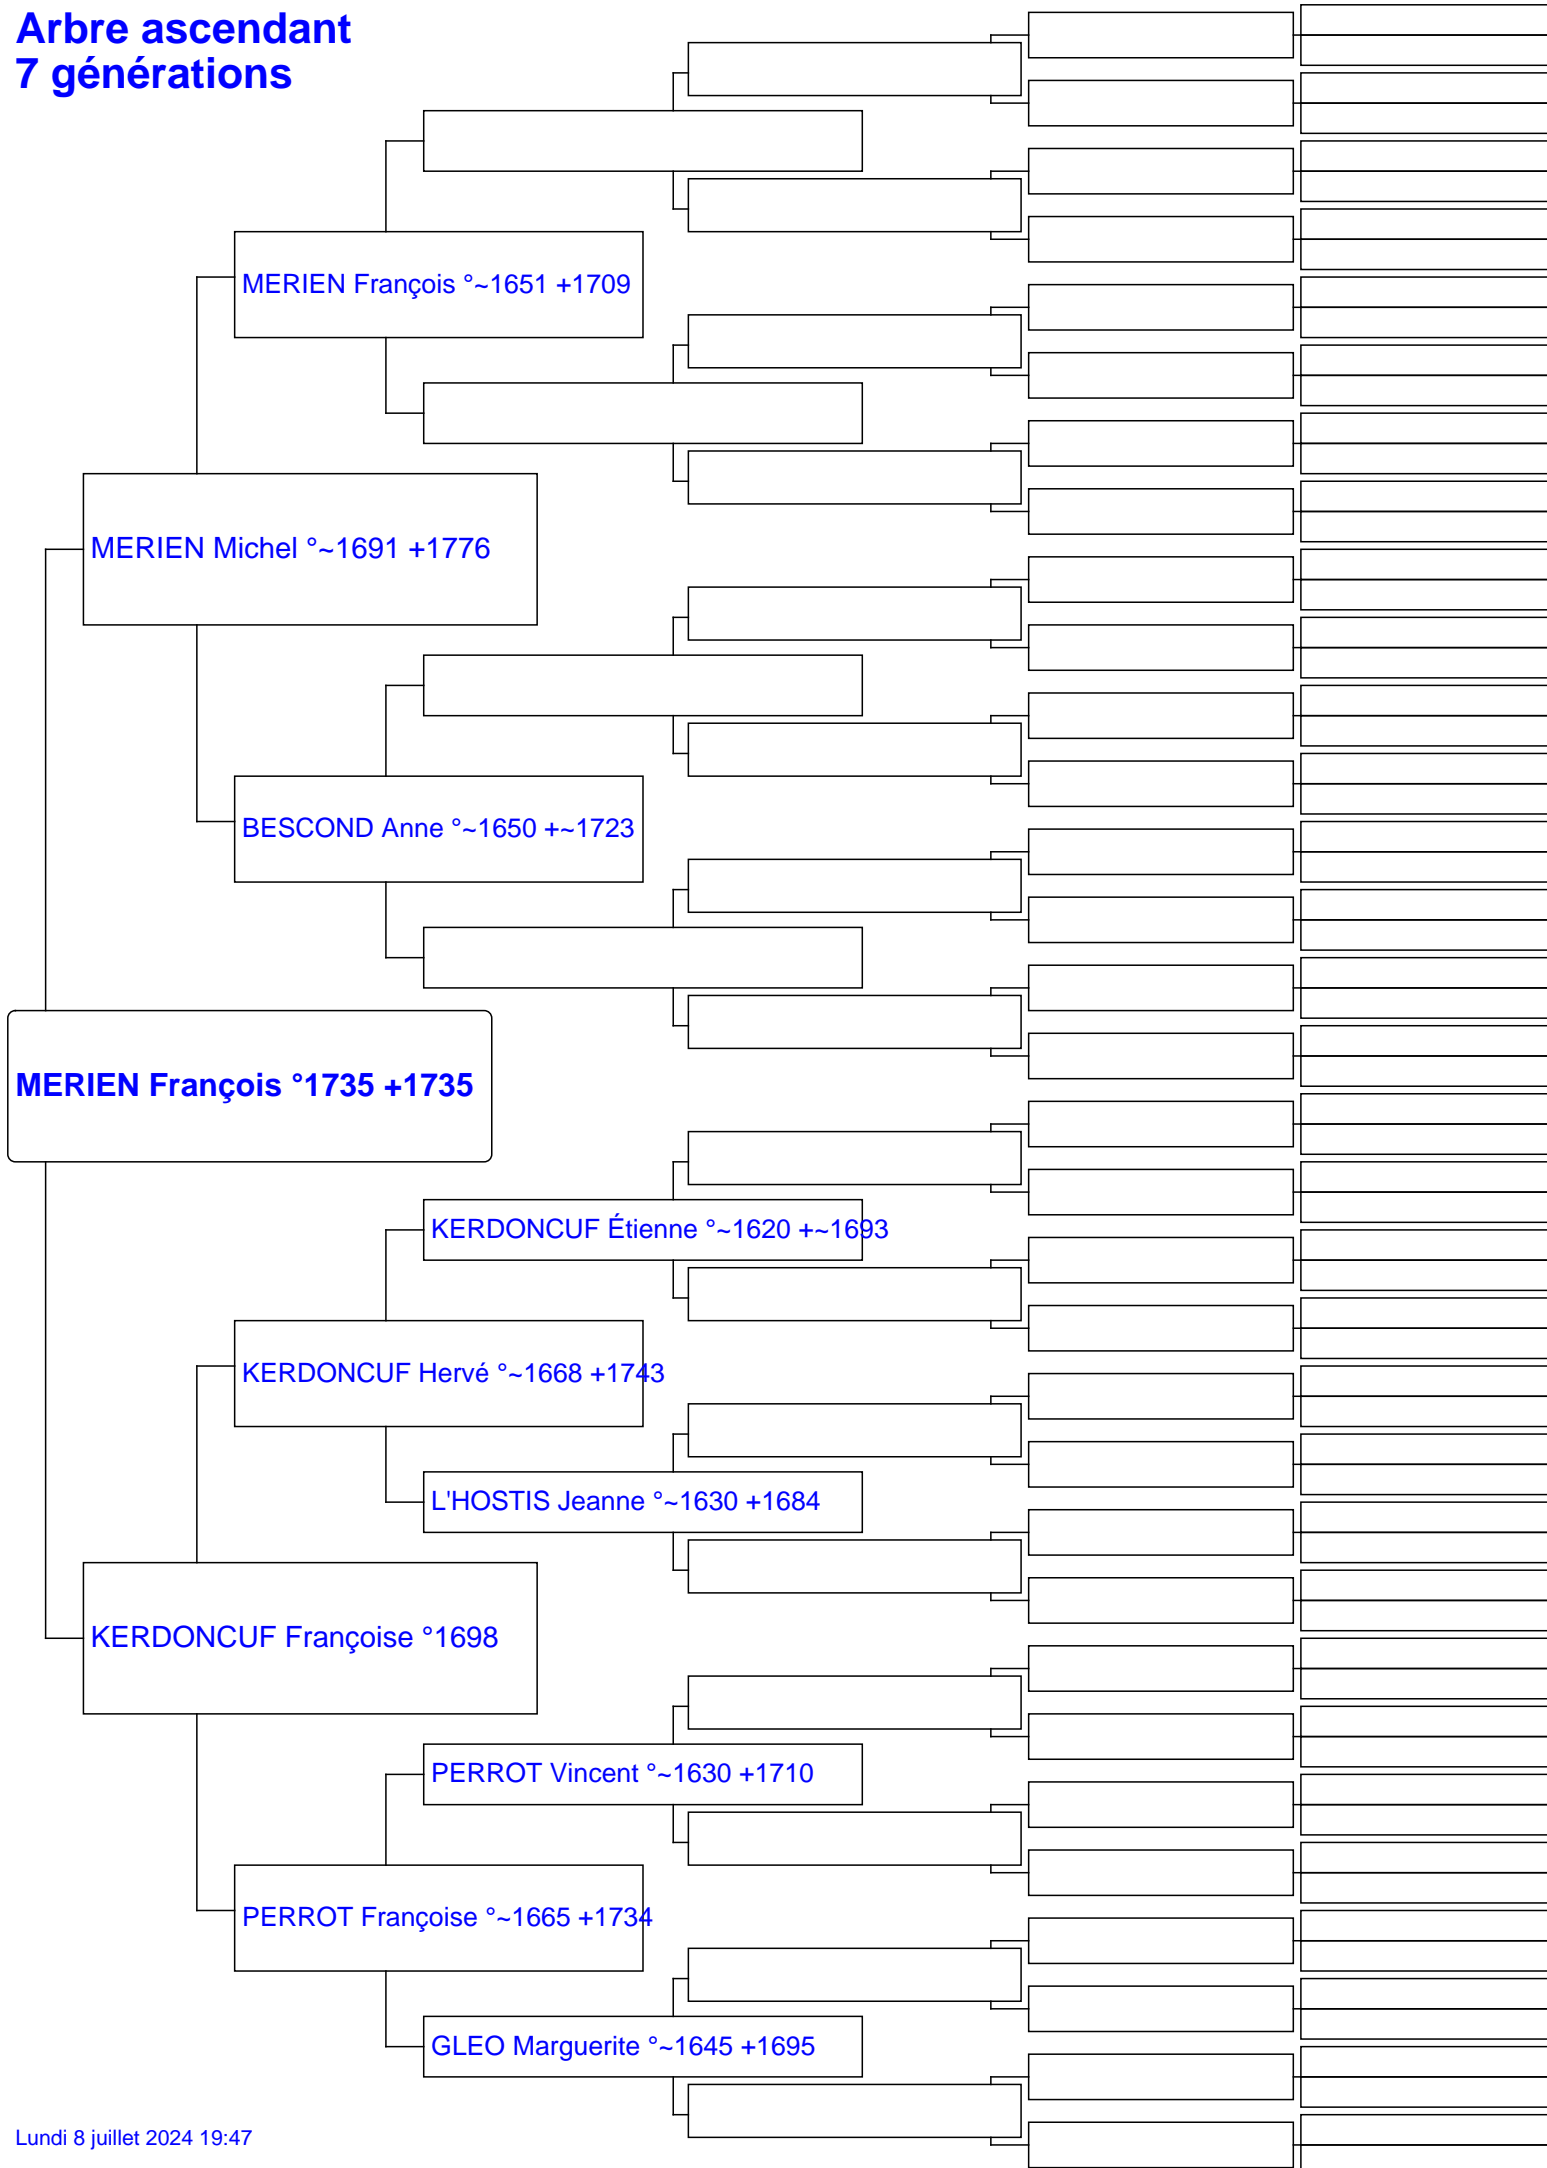 Arbre ascendant
7 générations
MERIEN François °~1651 +1709
MERIEN Michel °~1691 +1776
BESCOND Anne °~1650 +~1723
MERIEN François °1735 +1735
KERDONCUF Étienne °~1620 +~1693
KERDONCUF Hervé °~1668 +1743
L'HOSTIS Jeanne °~1630 +1684
KERDONCUF Françoise °1698
PERROT Vincent °~1630 +1710
PERROT Françoise °~1665 +1734
GLEO Marguerite °~1645 +1695
Lundi 8 juillet 2024 19:47